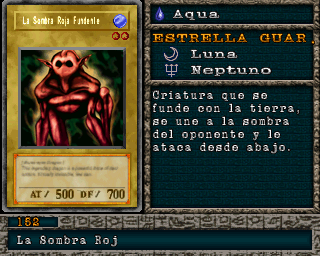 La Sombra Roja Fundente
AT/ 500 DF/ 700
Aqua
ESTRELLA GUAR.
Luna
Neptuno
Criatura que se
funde con la tierra,
se une a la sombra
del oponente y le
ataca desde abajo.
152
La Sombra Roj